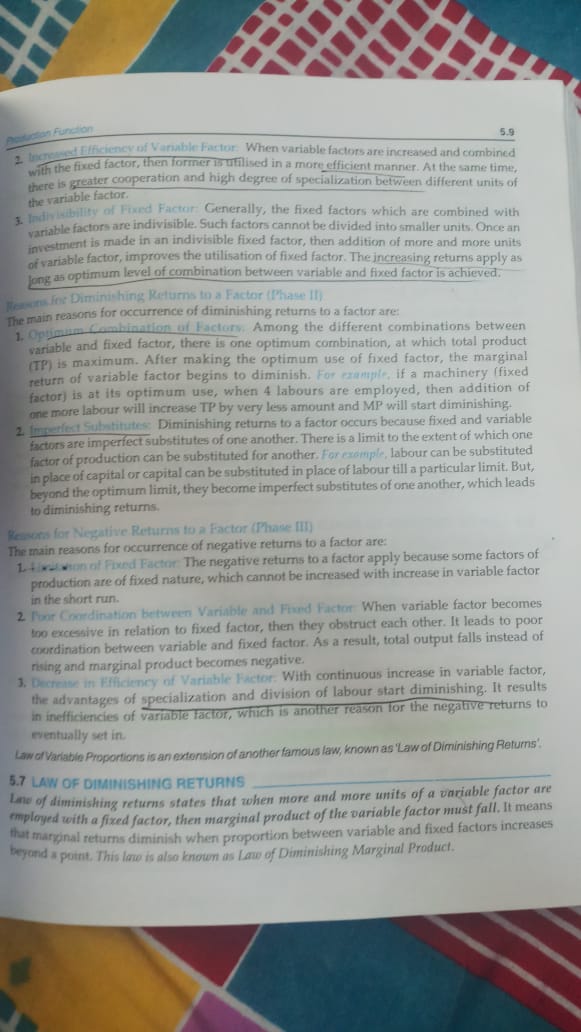 Production Function
5.9
2. Increased Efficiency of Variable Factor: When variable factors are increased and combined
with the fixed factor, then former is utilised in a more efficient manner. At the same time,
there is greater cooperation and high degree of specialization between different units of
the variable factor.
3. Indivisibility of Fixed Factor: Generally, the fixed factors which are combined with
variable factors are indivisible. Such factors cannot be divided into smaller units. Once an
investment is made in an indivisible fixed factor, then addition of more and more units
of variable factor, improves the utilisation of fixed factor. The increasing returns apply as
long as optimum level of combination between variable and fixed factor is achieved.
Reasons for Diminishing Returns to a Factor (Phase II)
The main reasons for occurrence of diminishing returns to a factor are:
1. Optimum Combination of Factors: Among the different combinations between
variable and fixed factor, there is one optimum combination, at which total product
(TP) is maximum. After making the optimum use of fixed factor, the marginal
return of variable factor begins to diminish. For example, if a machinery (fixed
factor) is at its optimum use, when 4 labours are employed, then addition of
one more labour will increase TP by very less amount and MP will start diminishing.
2. Imperfect Substitutes: Diminishing returns to a factor occurs because fixed and variable
factors are imperfect substitutes of one another. There is a limit to the extent of which one
factor of production can be substituted for another. For example, labour can be substituted
in place of capital or capital can be substituted in place of labour till a particular limit. But,
beyond the optimum limit, they become imperfect substitutes of one another, which leads
to diminishing returns.
Reasons for Negative Returns to a Factor (Phase III)
The main reasons for occurrence of negative returns to a factor are:
1. of Fixed Factor: The negative returns to a factor apply because some factors of
production are of fixed nature, which cannot be increased with increase in variable factor
in the short run.
2. Poor Coordination between Variable and Fixed Factor: When variable factor becomes
too excessive in relation to fixed factor, then they obstruct each other. It leads to poor
coordination between variable and fixed factor. As a result, total output falls instead of
rising and marginal product becomes negative.
3. Decrease in Efficiency of Variable Factor: With continuous increase in variable factor,
the advantages of specialization and division of labour start diminishing. It results
in inefficiencies of variable factor, which is another reason for the negative returns to
eventually set in.
Law of Variable Proportions is an extension of another famous law, known as 'Law of Diminishing Returns'.
5.7 LAW OF DIMINISHING RETURNS
Law of diminishing returns states that when more and more units of a variable factor are
employed with a fixed factor, then marginal product of the variable factor must fall. It means
that marginal returns diminish when proportion between variable and fixed factors increases
beyond a point. This law is also known as Law of Diminishing Marginal Product.